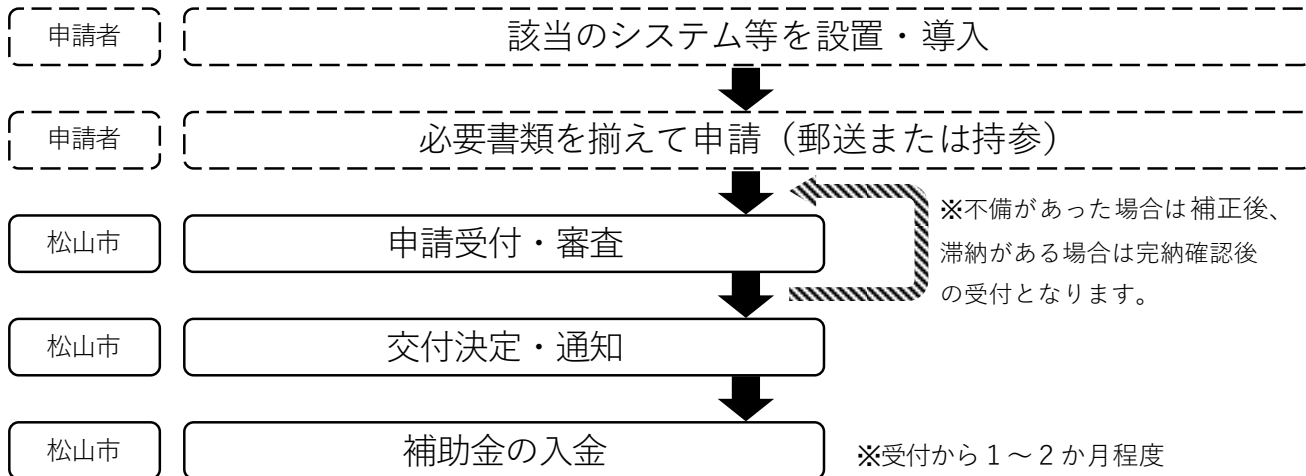 申請者 該当のシステム等を設置・導入
申請者 必要書類を揃えて申請（郵送または持参）
松山市 申請受付・審査
※不備があった場合は補正後、
滞納がある場合は完納確認後
の受付となります。
松山市 交付決定・通知
松山市 補助金の入金 ※受付から１～２か月程度